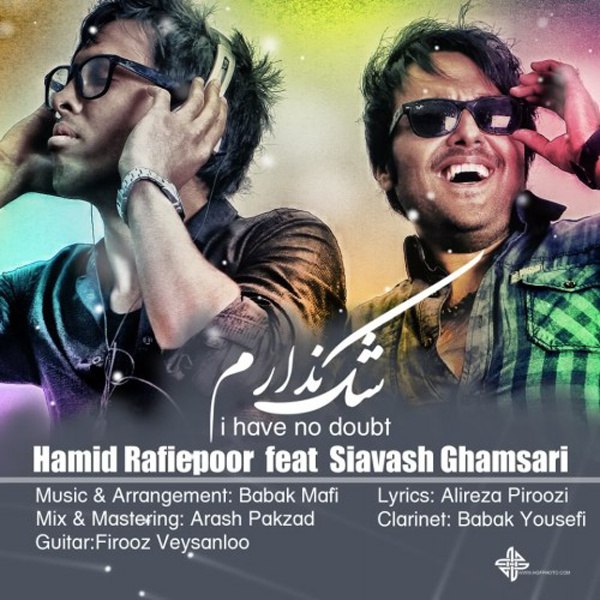 شک ندارم
i have no doubt
Hamid Rafiepoor feat Siavash Ghamsari
Music & Arrangement: Babak Mafi
Lyrics: Alireza Piroozi
Mix & Mastering: Arash Pakzad
Clarinet: Babak Yousefi
Guitar:Firooz Veysanloo